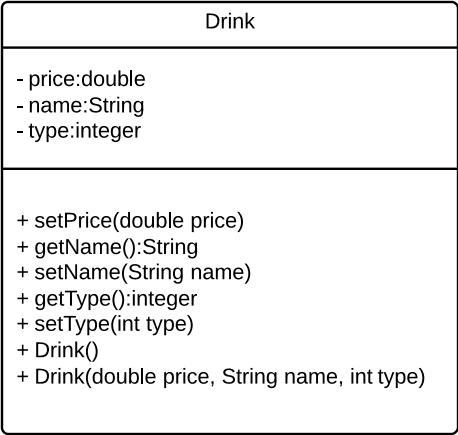 Drink
- price:double
- name:String
- type:integer
+ setPrice(double price)
+ getName():String
+ setName(String name)
+ getType():integer
+ setType(int type)
+ Drink()
+ Drink(double price, String name, int type)